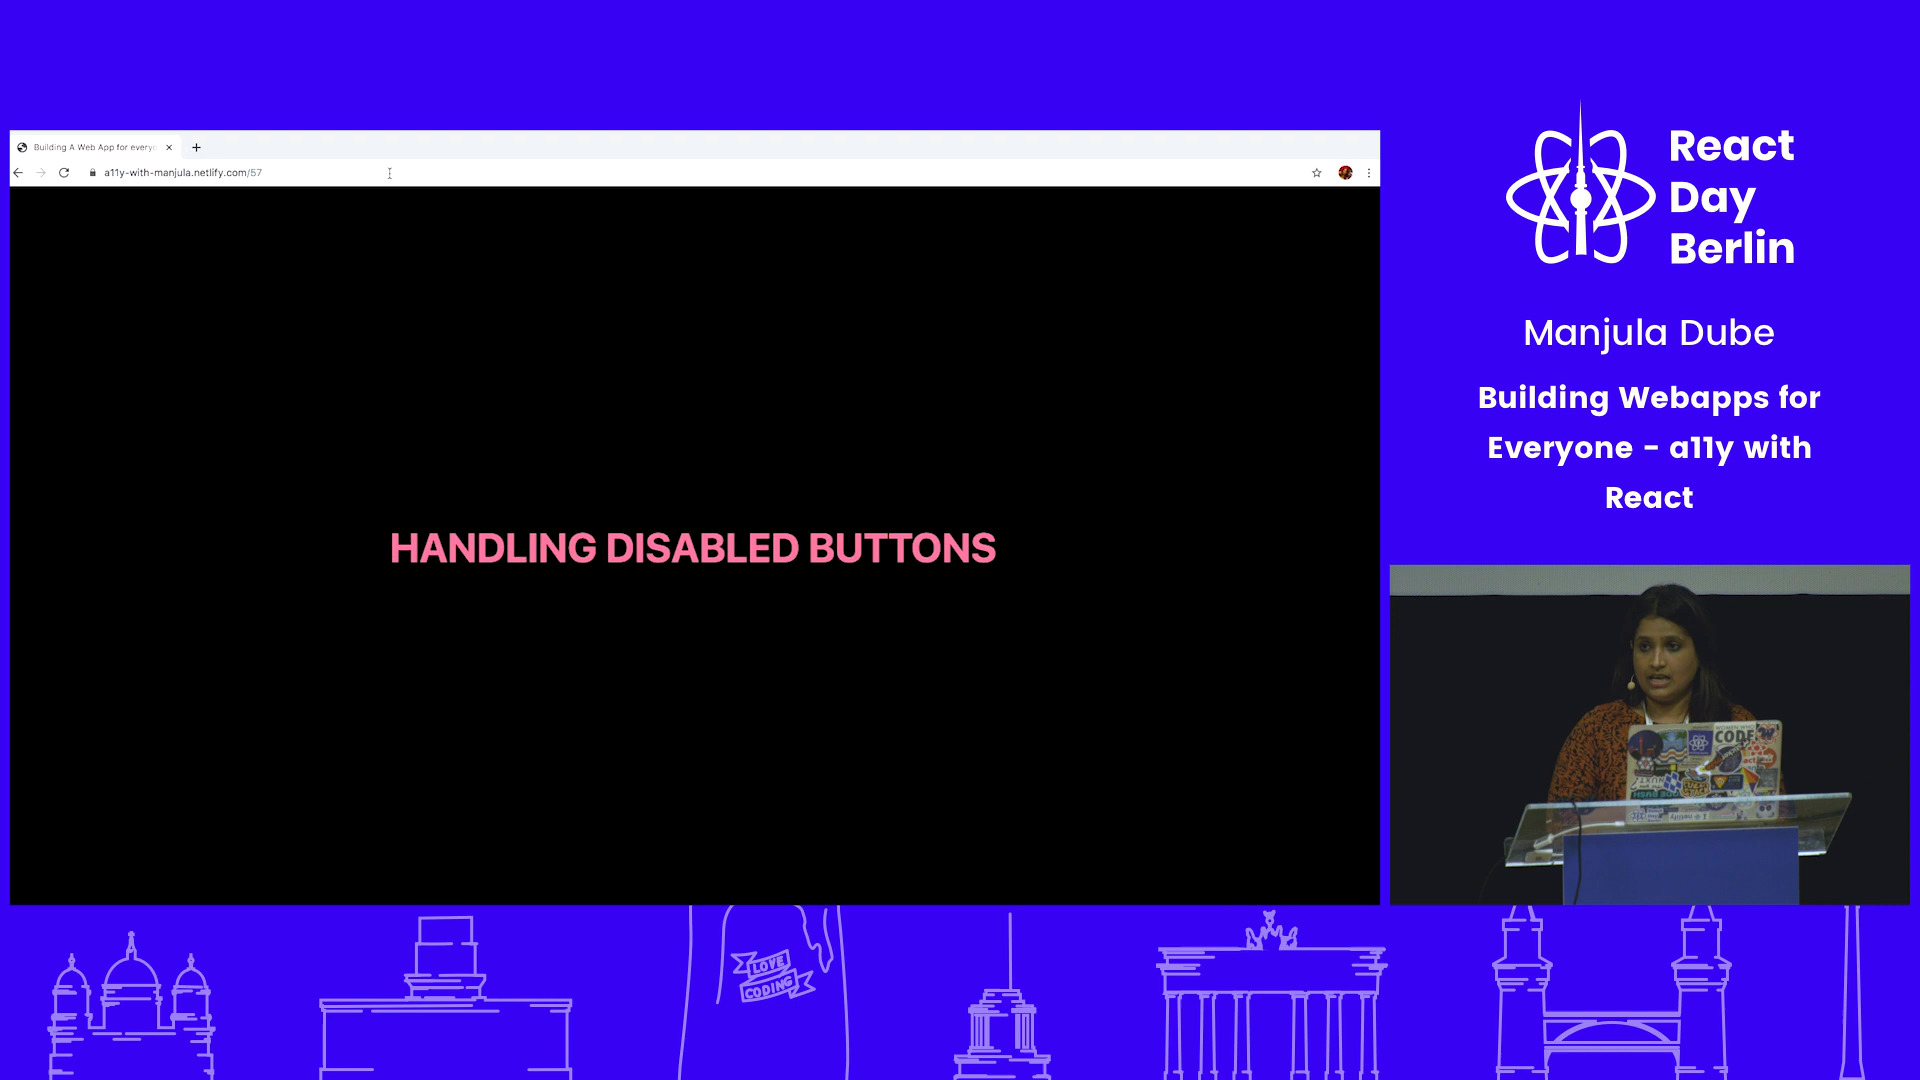 Building A Web App for everyo
a11y-with-manjula.netlify.com/57
HANDLING DISABLED BUTTONS
React
Day
Berlin
Manjula Dube
Building Webapps for
Everyone - a11y with
React
CODE
LOVE
CODING